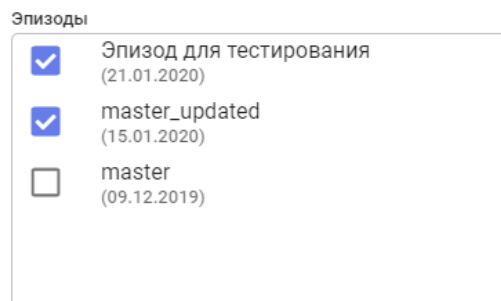 Эпизоды
Эпизод для тестирования
(21.01.2020)
master_updated
(15.01.2020)
master
(09.12.2019)